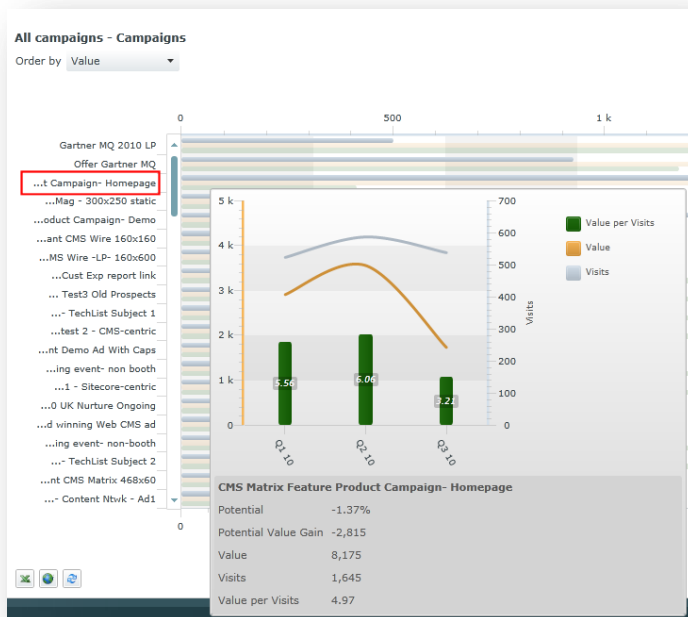 All campaigns - Campaigns
Order by Value
0 500 1 k
Gartner MQ 2010 LP
Offer Gartner MQ
...t Campaign- Homepage
...Mag - 300x250 static
...oduct Campaign- Demo
...ant CMS Wire 160x160
...MS Wire -LP- 160x600
...Cust Exp report link
... Test3 Old Prospects
...- TechList Subject 1
...test 2 - CMS-centric
...nt Demo Ad With Caps
...ing event- non booth
...1 - Sitecore-centric
...0 UK Nurture Ongoing
...d winning Web CMS ad
...ing event- non-booth
...- TechList Subject 2
...nt CMS Matrix 468x60
...- Content Ntwk - Ad1
0
5 k
4 k
3 k
2 k
1 k
0
5.56
6.06
3.21
Q1 10
Q2 10
Q3 10
700
600
500
400
300
200
100
0
Visits
Value per Visits
Value
Visits
CMS Matrix Feature Product Campaign- Homepage
Potential -1.37%
Potential Value Gain -2,815
Value 8,175
Visits 1,645
Value per Visits 4.97